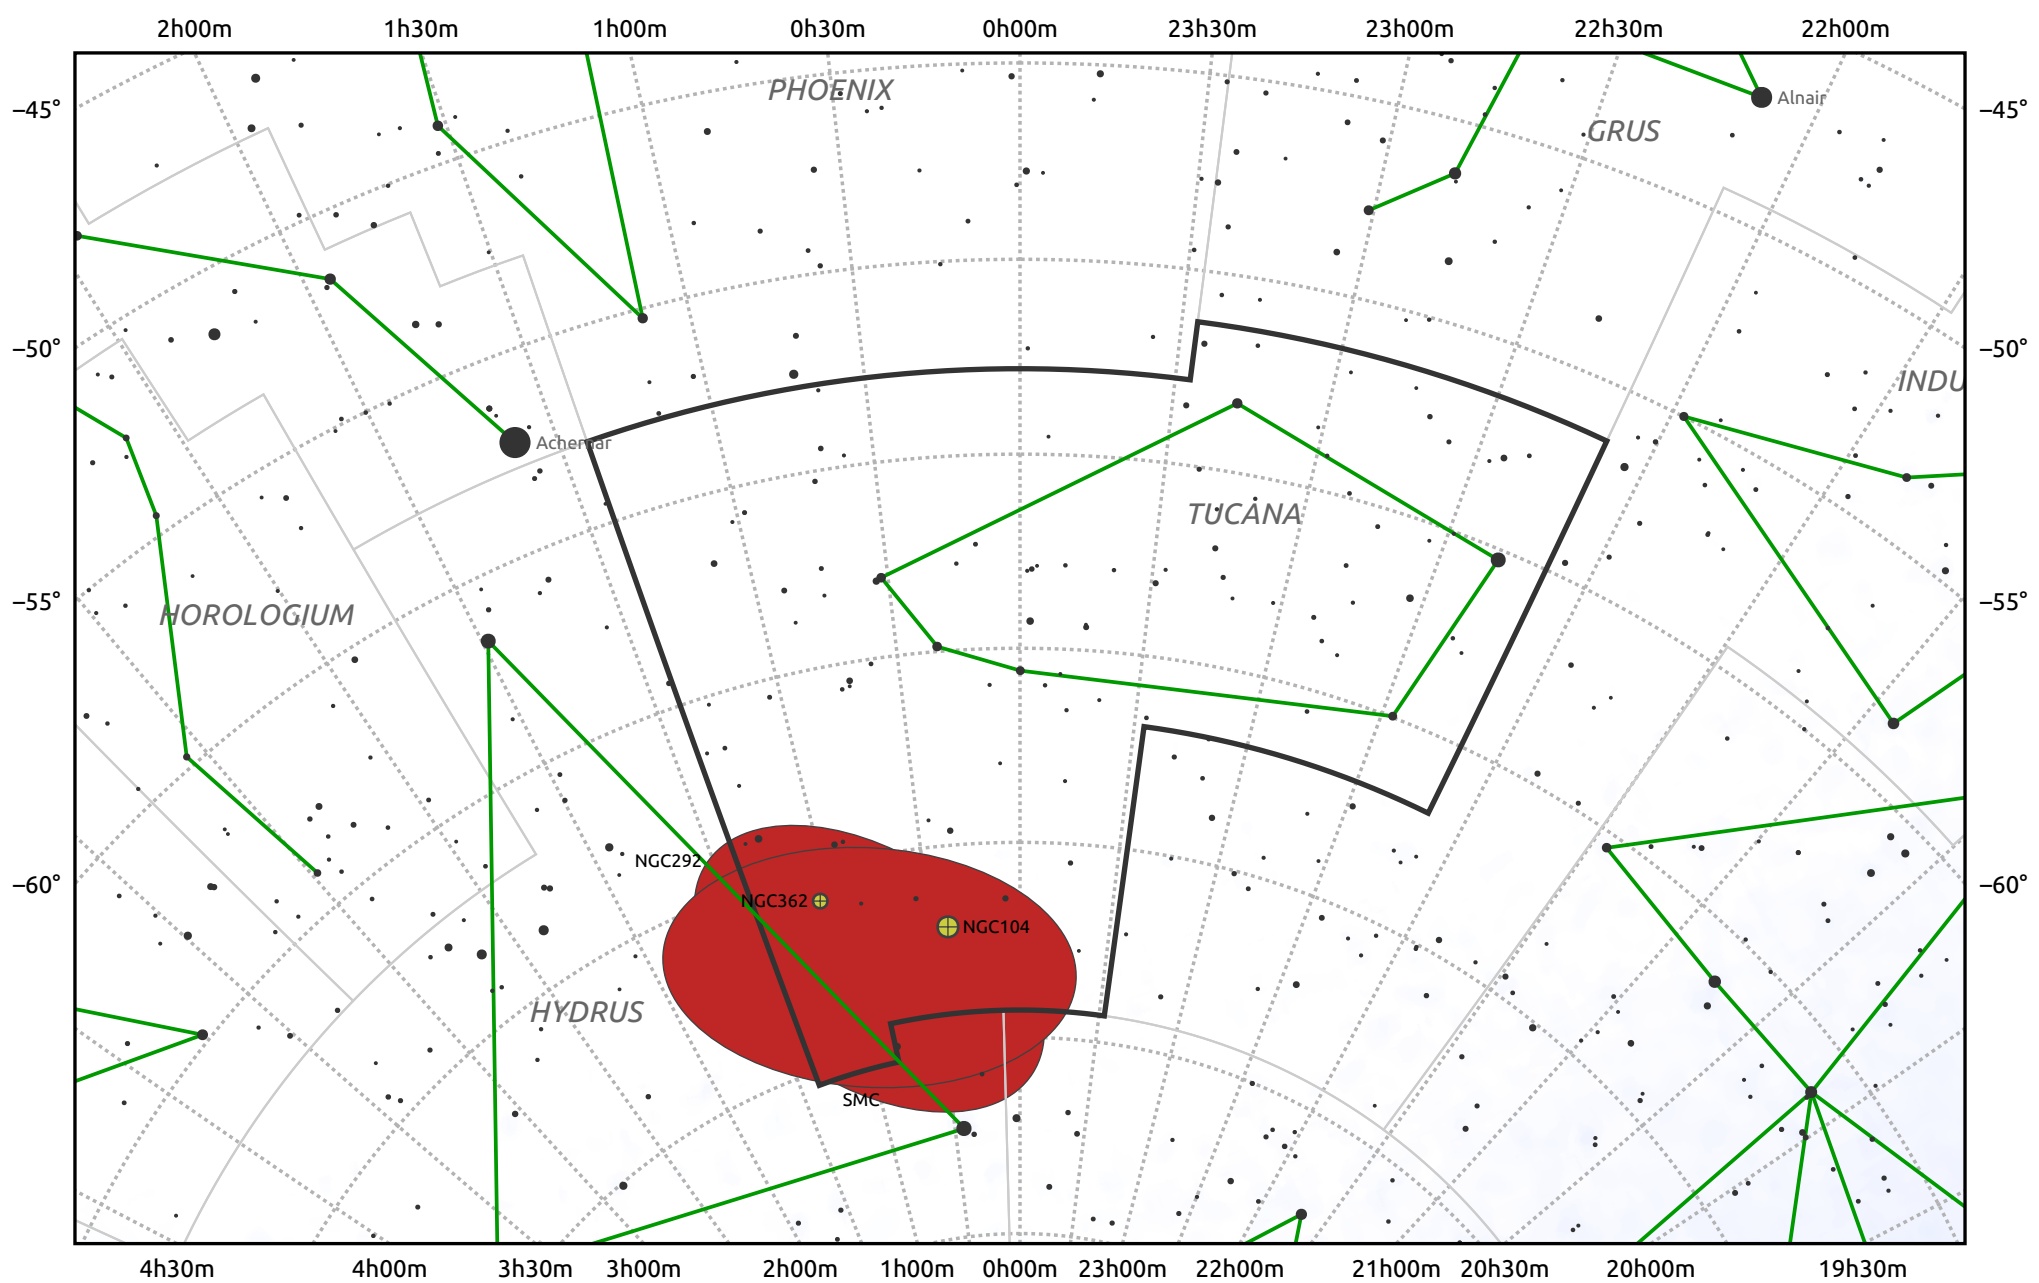 2h00m 1h30m 1h00m 0h30m 0h00m 23h30m 23h00m 22h30m 22h00m
PHOENIX
Alnair
−45° −45°
GRUS
−50° −50°
INDU
Achernar
TUCANA
−55° −55°
HOROLOGIUM
NGC292
−60° −60°
NGC362
NGC104
HYDRUS
SMC
4h30m 4h00m 3h30m 3h00m 2h00m 1h00m 0h00m 23h00m 22h00m 21h00m 20h30m 20h00m 19h30m